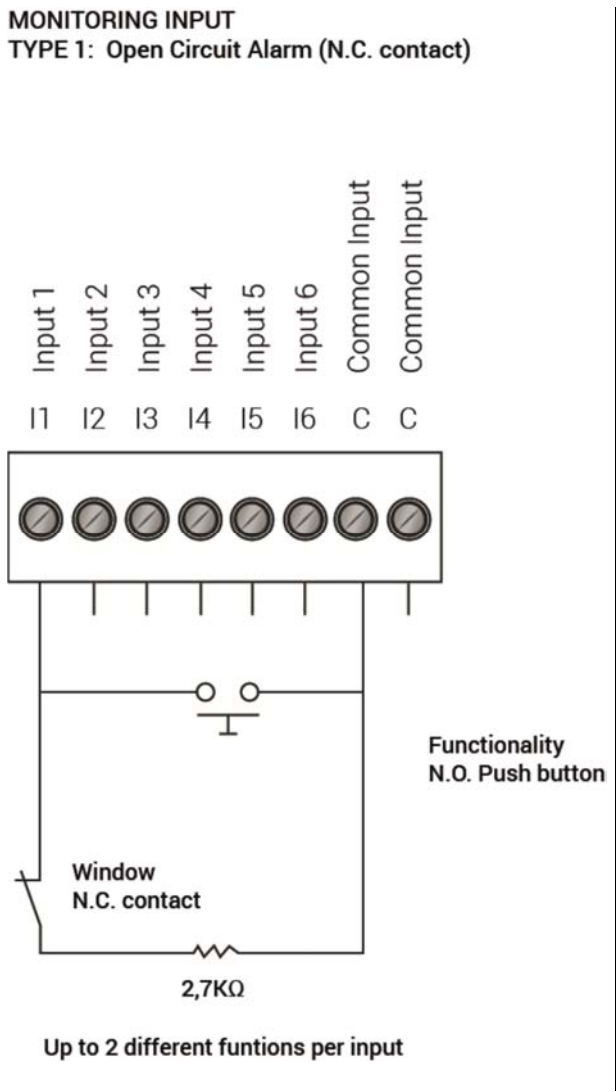 MONITORING INPUT
TYPE 1: Open Circuit Alarm (N.C. contact)
Input 1
Input 2
Input 3
Input 4
Input 5
Input 6
Common Input
Common Input
I1 I2 I3 I4 I5 I6 C C
Functionality
N.O. Push button
Window
N.C. contact
2,7KΩ
Up to 2 different funtions per input